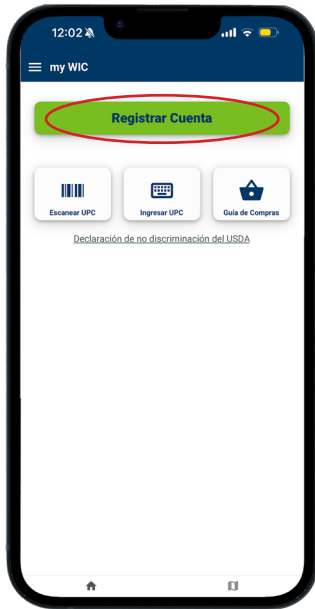 12:02
my WIC
Registrar Cuenta
Escanear UPC
Ingresar UPC
Guía de Compras
Declaración de no discriminación del USDA